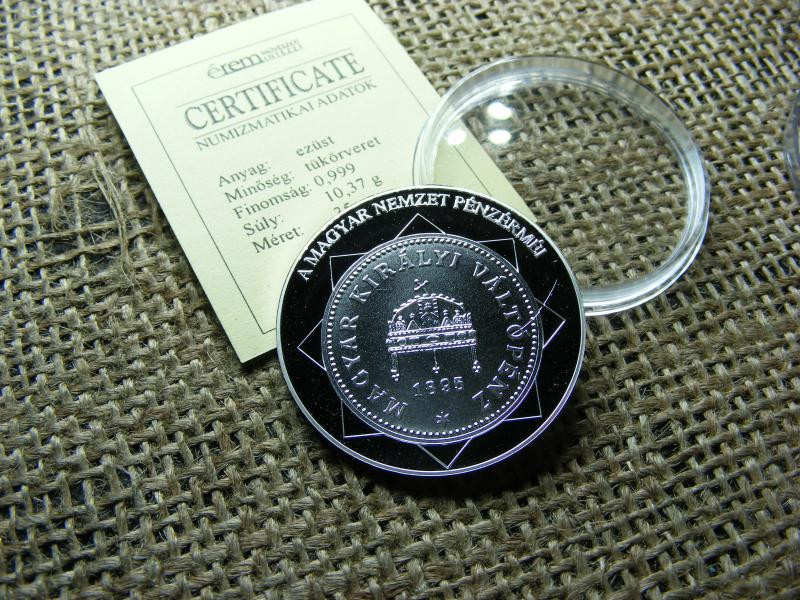 érem MŰVÉSZEK
CERTIFICATE
NUMIZMATIKAI ADATOK
Anyag: ezüst
Minőség: tükörveret
Finomság: 0,999
Súly: 10,37 g
Méret:
A MAGYAR NEMZET PÉNZÉRMÉI
MAGYAR KIRÁLYI VÁLTÓPÉNZ
1895